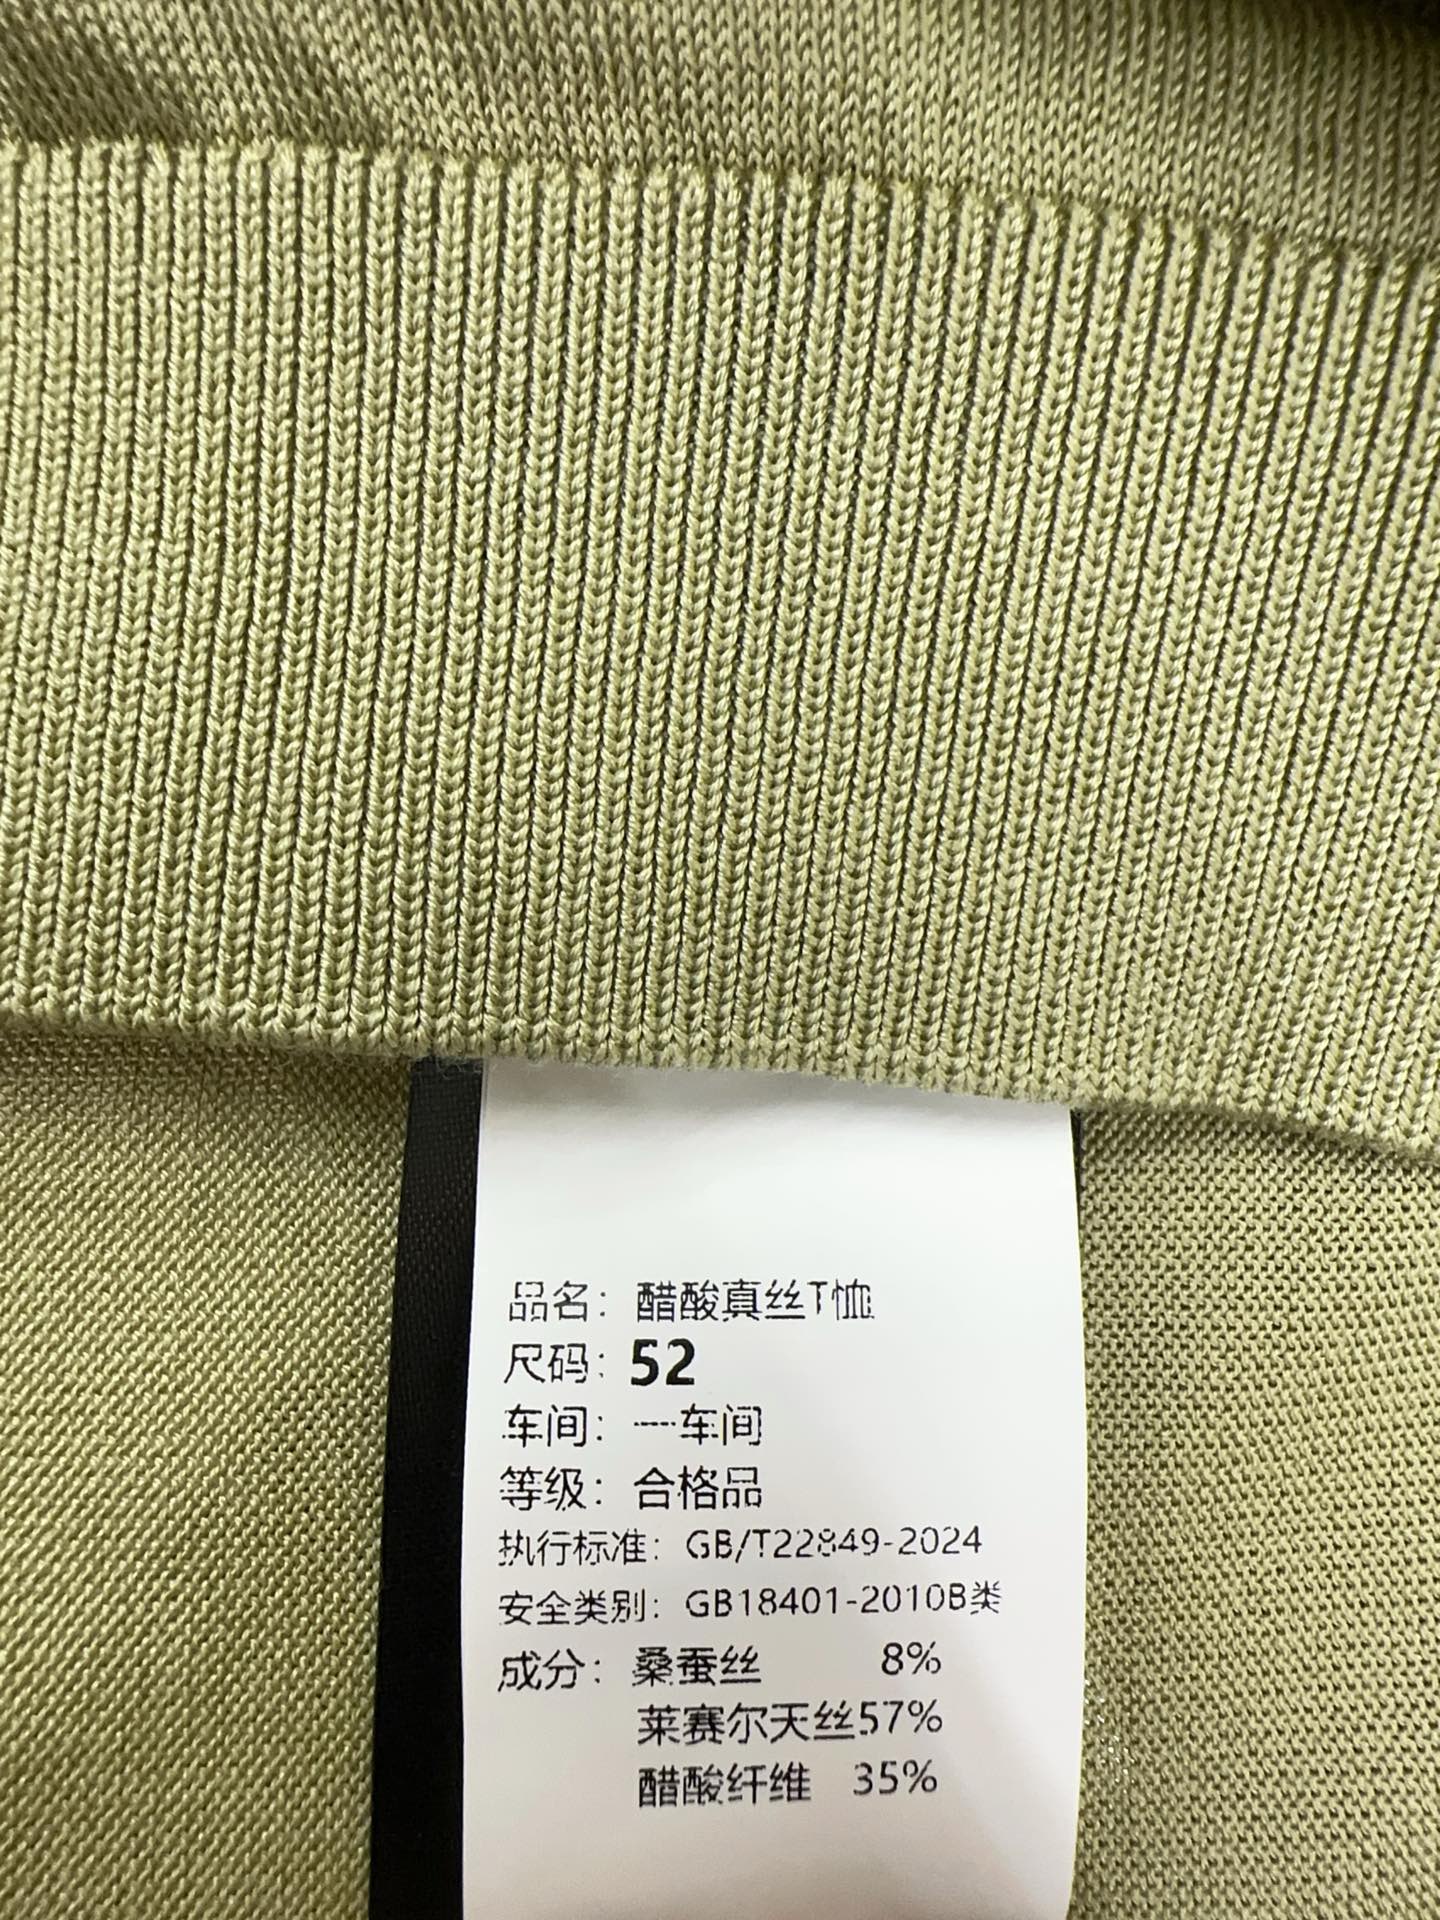 品名：醋酸真丝T恤
尺码：52
车间：一车间
等级：合格品
执行标准：GB/T22849-2024
安全类别：GB18401-2010B类
成分：桑蚕丝 8%
莱赛尔天丝57%
醋酸纤维 35%